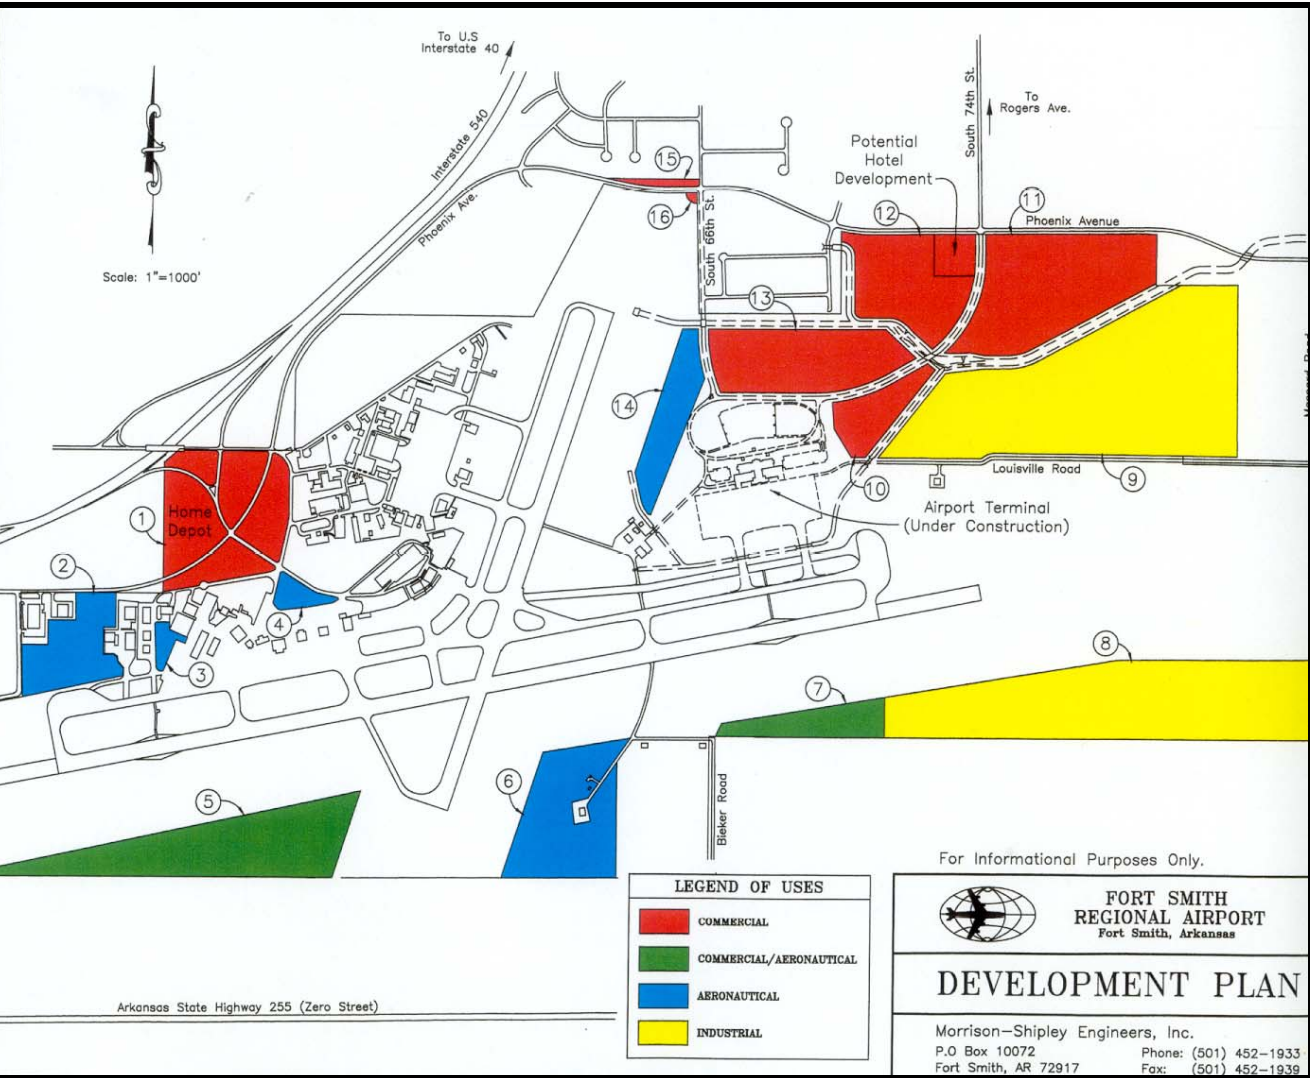 To U.S
Interstate 40
Interstate 540
Phoenix Ave.
Scale: 1"=1000'
South 74th St.
To
Rogers Ave.
Potential
Hotel
Development
15
16
South 66th St.
12
11
Phoenix Avenue
13
14
1
Home
Depot
2
3
4
10
Louisville Road
9
Airport Terminal
(Under Construction)
8
7
6
5
Bieker Road
Arkansas State Highway 255 (Zero Street)
LEGEND OF USES
COMMERCIAL
COMMERCIAL/AERONAUTICAL
AERONAUTICAL
INDUSTRIAL
For Informational Purposes Only.
FORT SMITH
REGIONAL AIRPORT
Fort Smith, Arkansas
DEVELOPMENT PLAN
Morrison-Shipley Engineers, Inc.
P.O Box 10072
Fort Smith, AR 72917
Phone: (501) 452-1933
Fax: (501) 452-1939